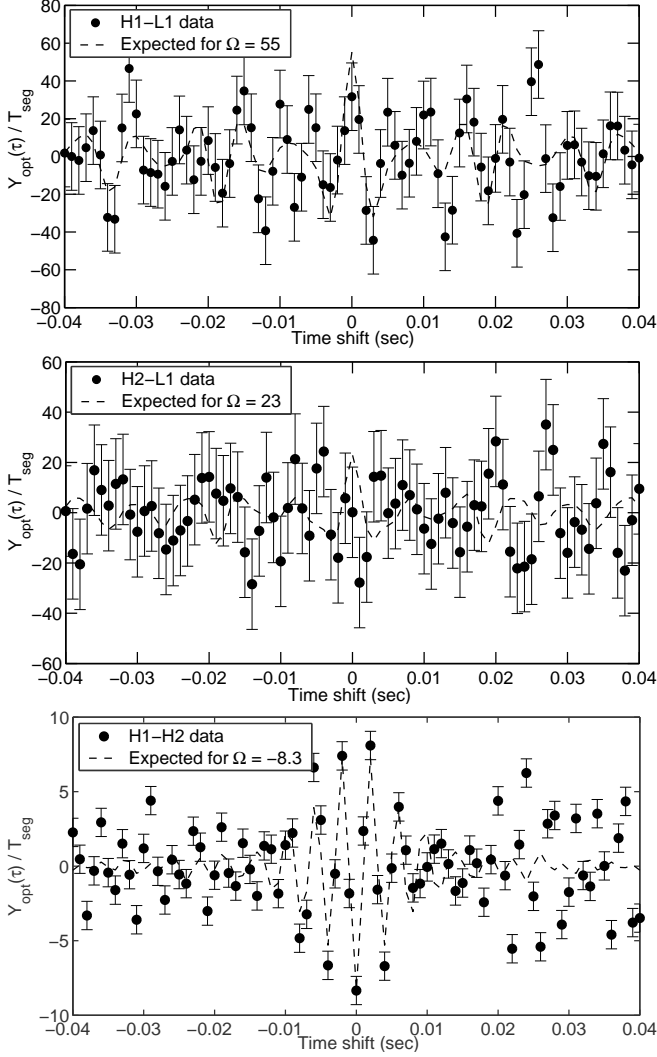 80
60
40
20
0
−20
−40
−60
−80
Y_opt(τ) / T_seg
H1−L1 data
Expected for Ω = 55
−0.04 −0.03 −0.02 −0.01 0 0.01 0.02 0.03 0.04
Time shift (sec)
60
40
20
0
−20
−40
−60
Y_opt(τ) / T_seg
H2−L1 data
Expected for Ω = 23
−0.04 −0.03 −0.02 −0.01 0 0.01 0.02 0.03 0.04
Time shift (sec)
10
5
0
−5
−10
Y_opt(τ) / T_seg
H1−H2 data
Expected for Ω = −8.3
−0.04 −0.03 −0.02 −0.01 0 0.01 0.02 0.03 0.04
Time shift (sec)